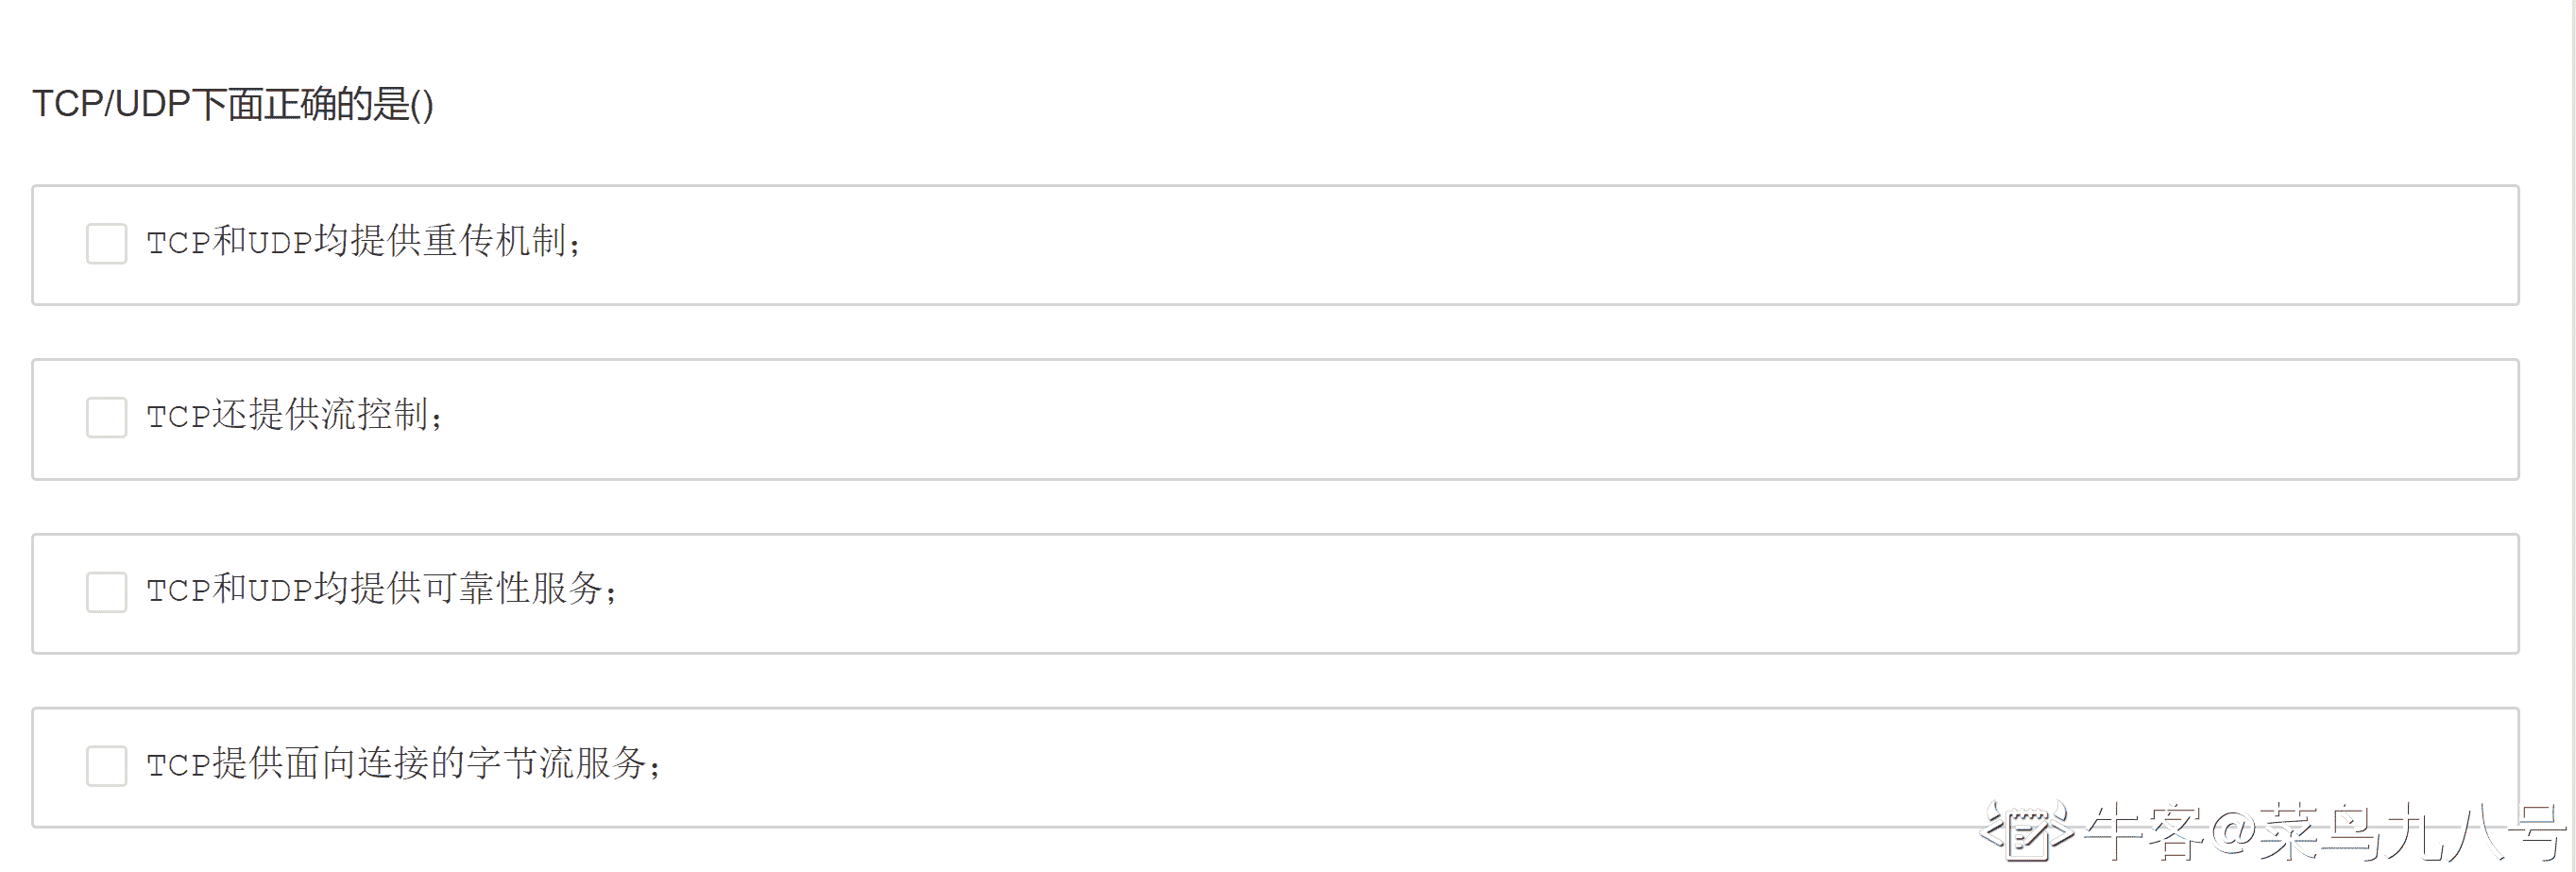 TCP/UDP下面正确的是()
TCP和UDP均提供重传机制;
TCP还提供流控制;
TCP和UDP均提供可靠性服务;
TCP提供面向连接的字节流服务;
牛客@菜鸟九八号